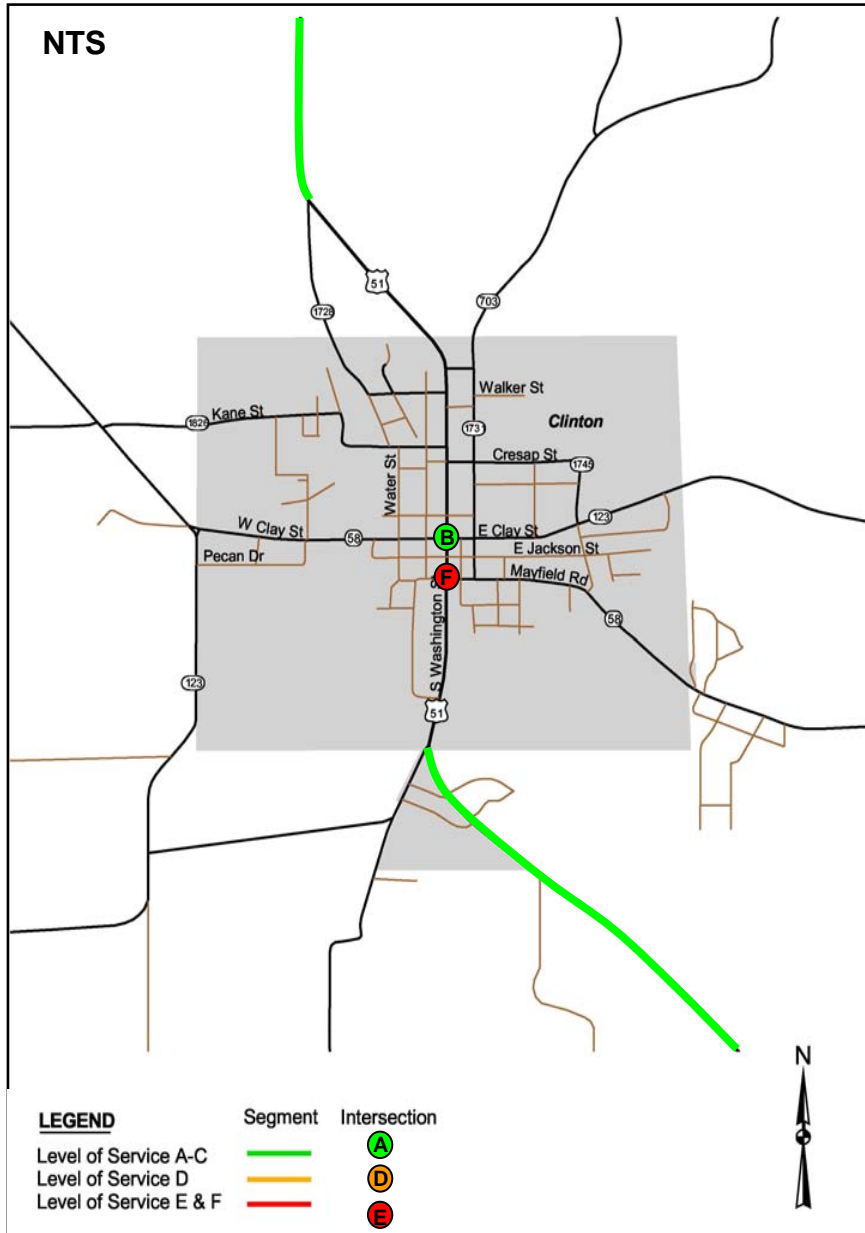 NTS
51
1728
703
Walker St
Kane St
1826
1731
Clinton
Cresap St
1745
Water St
W Clay St
58
B
E Clay St
123
E Jackson St
Pecan Dr
F
Mayfield Rd
58
S Washington S
123
51
N
LEGEND Segment Intersection
Level of Service A-C A
Level of Service D D
Level of Service E & F E